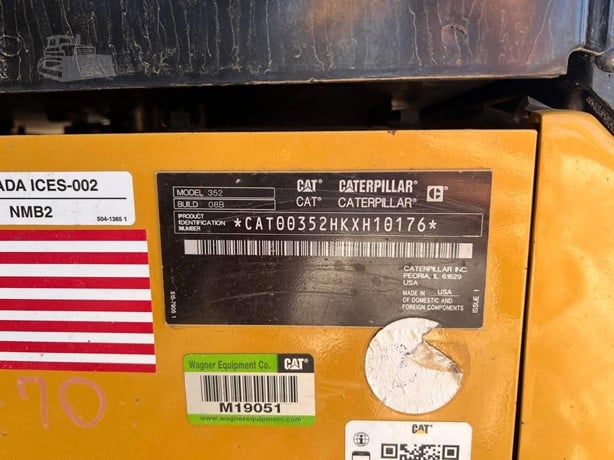 ADA ICES-002
NMB2
504-1365 1
MODEL 352
BUILD 08B
CAT CATERPILLAR C
CAT® CATERPILLAR®
PRODUCT
IDENTIFICATION
NUMBER
*CAT00352HKXH10176*
CATERPILLAR INC.
PEORIA, IL 61629
USA
MADE IN USA
OF DOMESTIC AND
FOREIGN COMPONENTS
ISSUE 1
Wagner Equipment Co. CAT
M19051
www.wagnerequipment.com
70
CAT